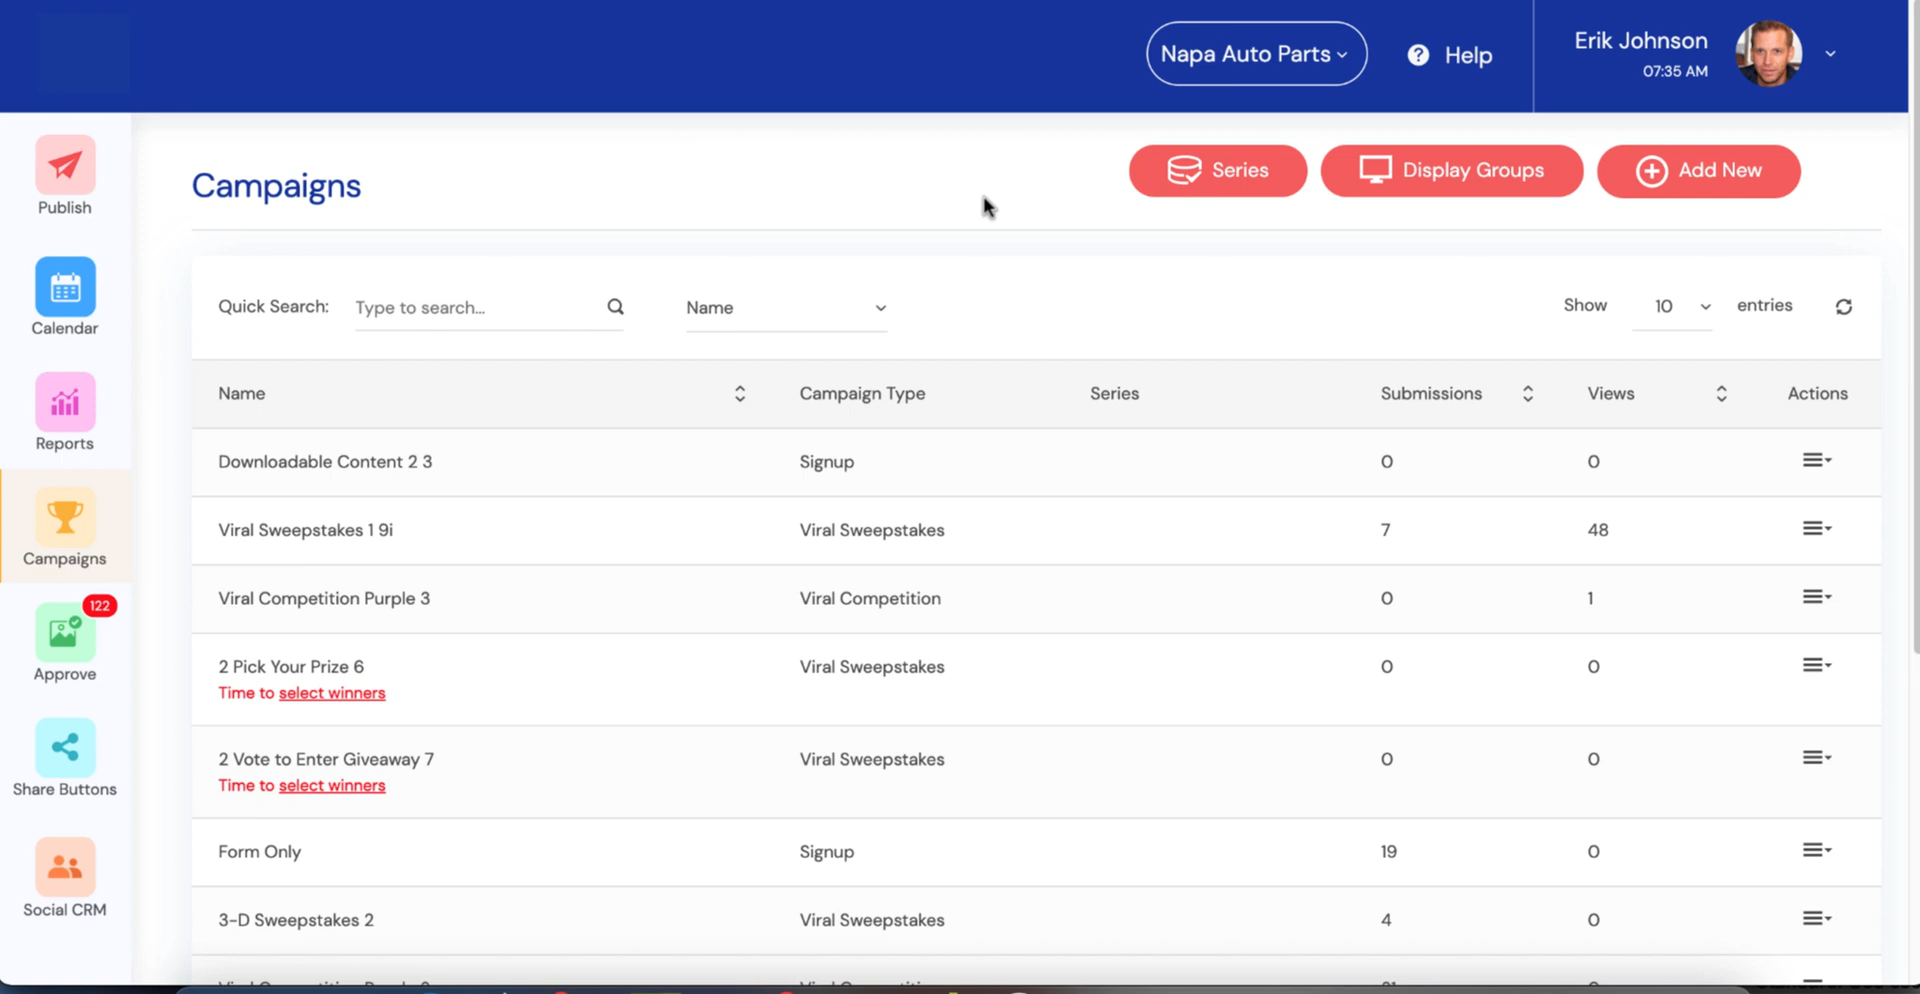 Napa Auto Parts
Help
Erik Johnson
07:35 AM
Publish
Calendar
Reports
Campaigns
122
Approve
Share Buttons
Social CRM
Campaigns
Series
Display Groups
Add New
Quick Search: Type to search... Name Show 10 entries
Name Campaign Type Series Submissions Views Actions
Downloadable Content 2 3 Signup 0 0
Viral Sweepstakes 1 9i Viral Sweepstakes 7 48
Viral Competition Purple 3 Viral Competition 0 1
2 Pick Your Prize 6 Viral Sweepstakes 0 0
Time to select winners
2 Vote to Enter Giveaway 7 Viral Sweepstakes 0 0
Time to select winners
Form Only Signup 19 0
3-D Sweepstakes 2 Viral Sweepstakes 4 0